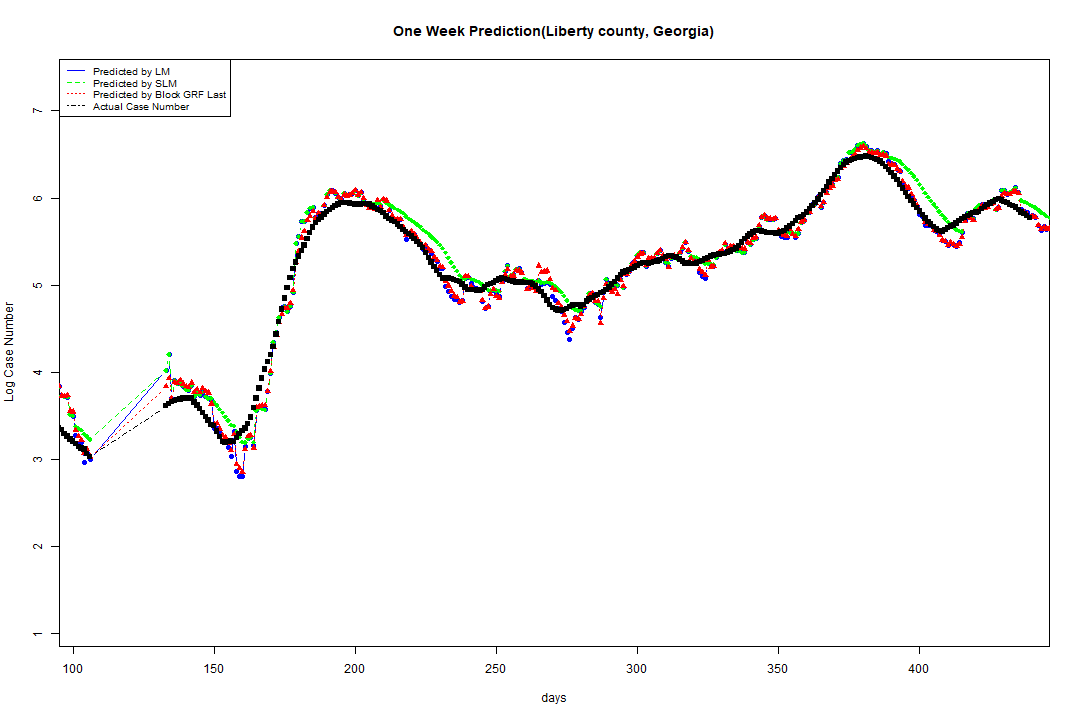 One Week Prediction(Liberty county, Georgia)
Predicted by LM
Predicted by SLM
Predicted by Block GRF Last
Actual Case Number
Log Case Number
7
6
5
4
3
2
1
100 150 200 250 300 350 400
days